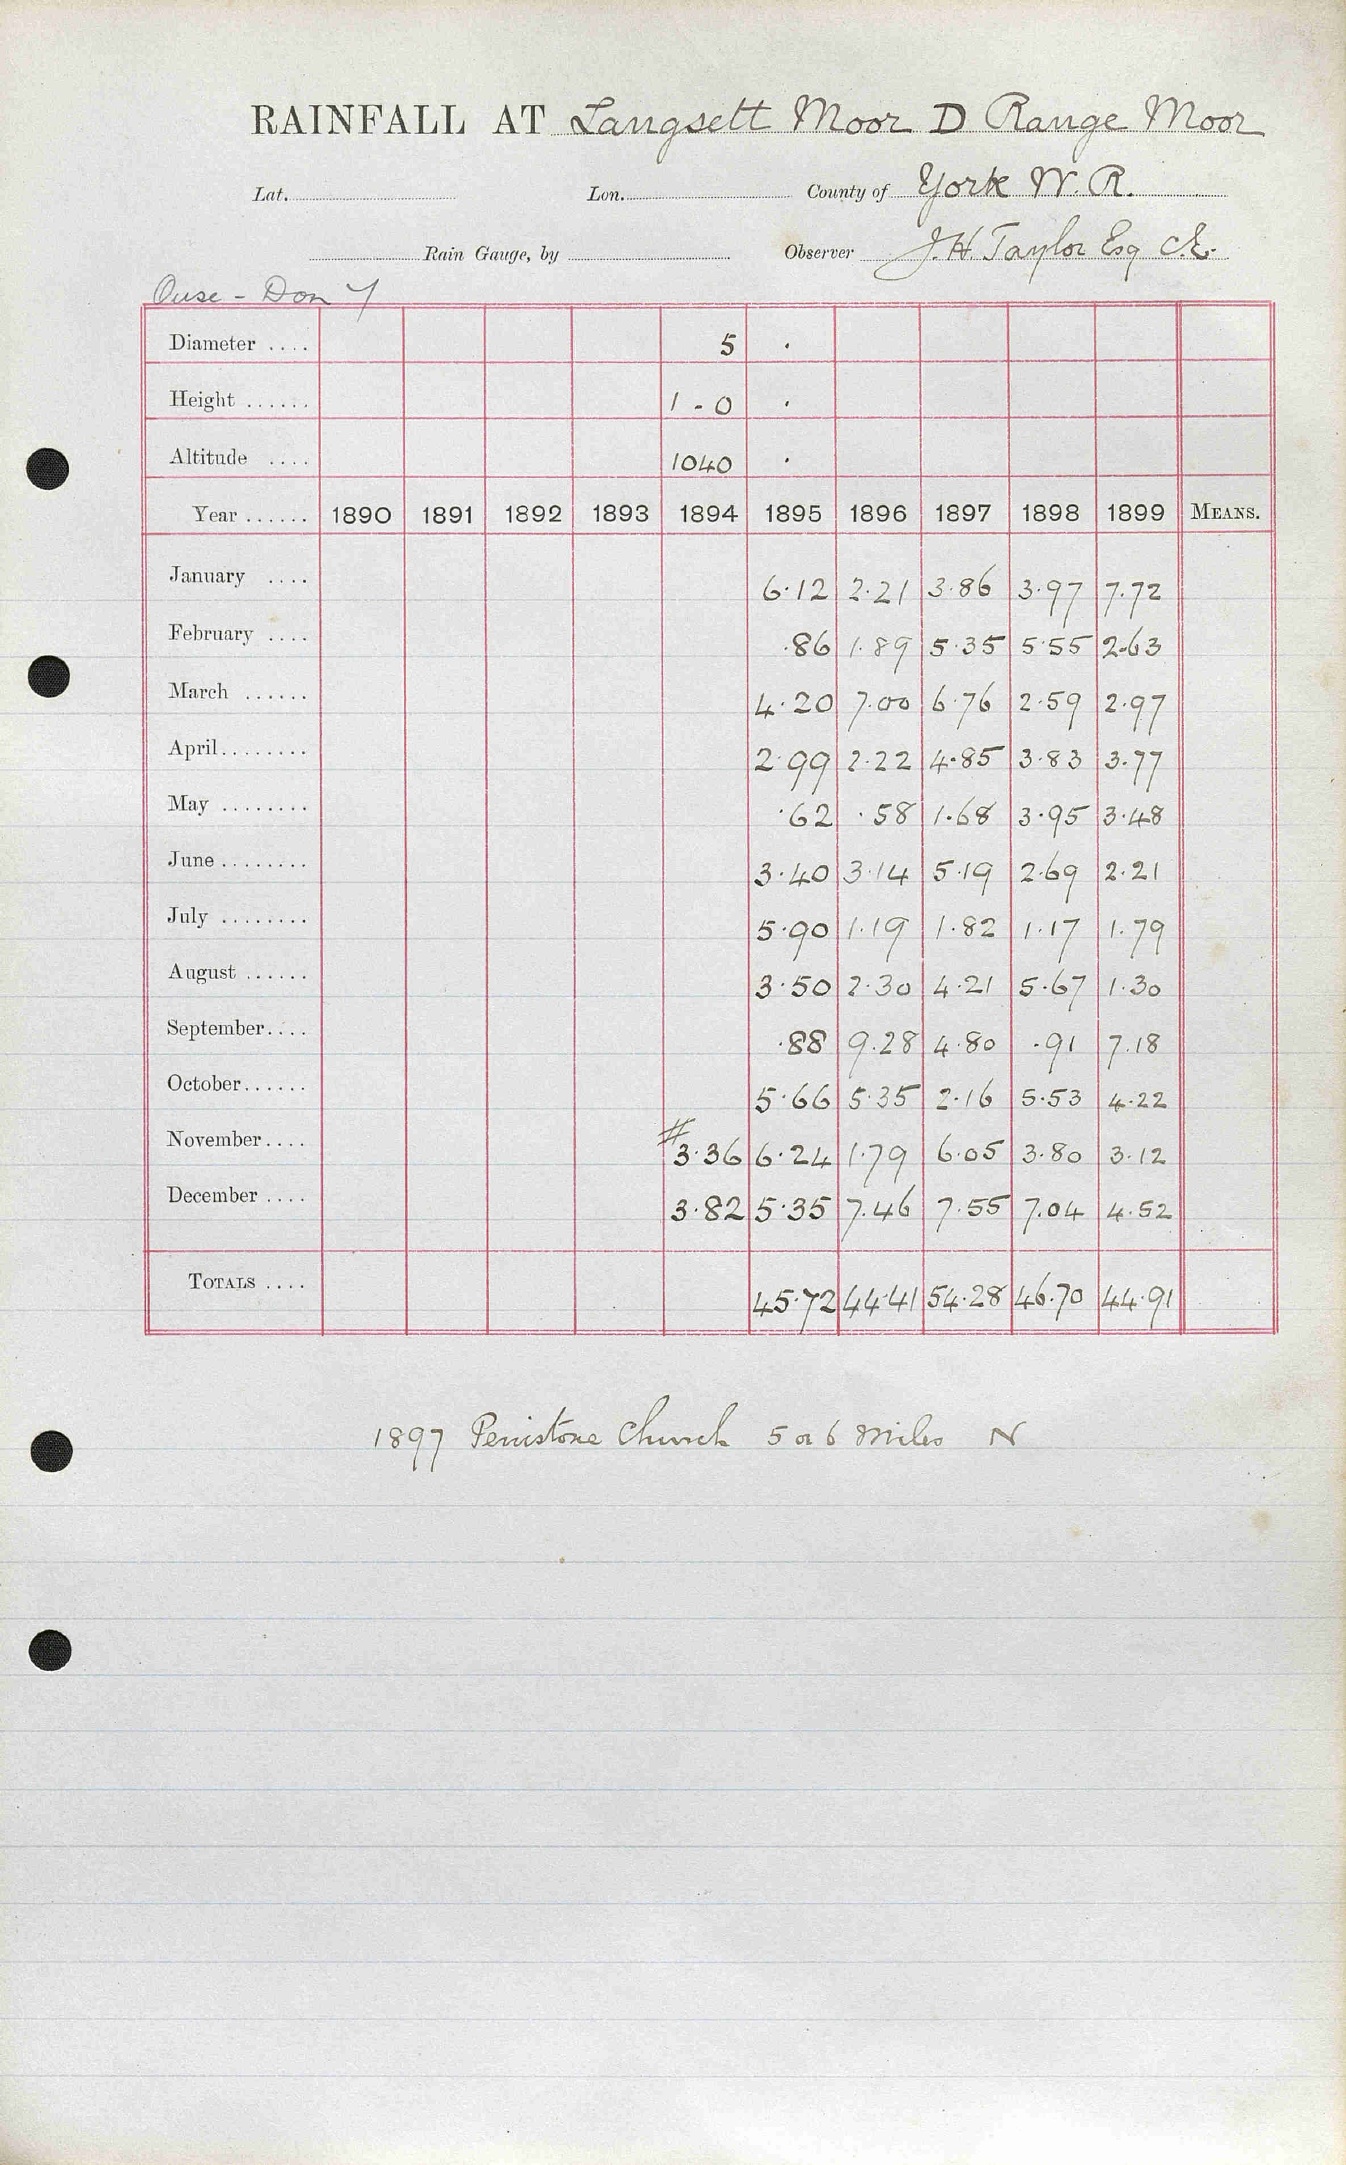 RAINFALL AT Langsett Moor D Range Moor
Lat. Lon. County of York W. R.
Rain Gauge, by Observer J. H. Taylor Esq C.E.
Ouse - Don
Diameter .... 5 .
Height ...... 1 - 0 .
Altitude .... 1040 .
Year ...... 1890 1891 1892 1893 1894 1895 1896 1897 1898 1899 MEANS.
January .... 6.12 2.21 3.86 3.97 7.72
February .... .86 1.89 5.35 5.55 2.63
March ...... 4.20 7.00 6.76 2.59 2.97
April ........ 2.99 2.22 4.85 3.83 3.77
May ........ .62 .58 1.68 3.95 3.48
June ........ 3.40 3.14 5.19 2.69 2.21
July ........ 5.90 1.19 1.82 1.17 1.79
August ...... 3.50 2.30 4.21 5.67 1.30
September .... .88 9.28 4.80 .91 7.18
October ...... 5.66 5.35 2.16 5.53 4.22
November .... # 3.36 6.24 1.79 6.05 3.80 3.12
December .... 3.82 5.35 7.46 7.55 7.04 4.52
TOTALS .... 45.72 44.41 54.28 46.70 44.91
1897 Penistone Church 5 or 6 Miles N